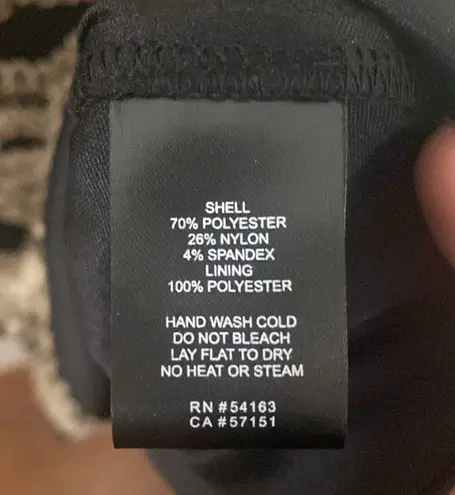 SHELL
70% POLYESTER
26% NYLON
4% SPANDEX
LINING
100% POLYESTER
HAND WASH COLD
DO NOT BLEACH
LAY FLAT TO DRY
NO HEAT OR STEAM
RN #54163
CA #57151